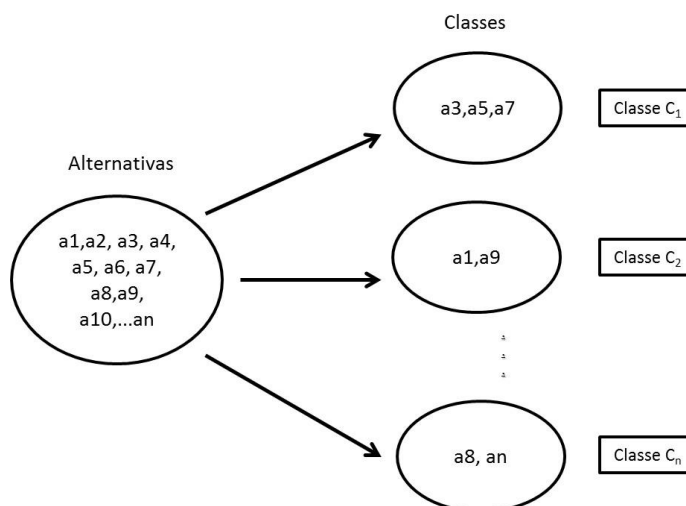 Classes
a3,a5,a7
Classe C₁
Alternativas
a1,a2, a3, a4,
a5, a6, a7,
a8,a9,
a10,...an
a1,a9
Classe C₂
a8, an
Classe Cₙ